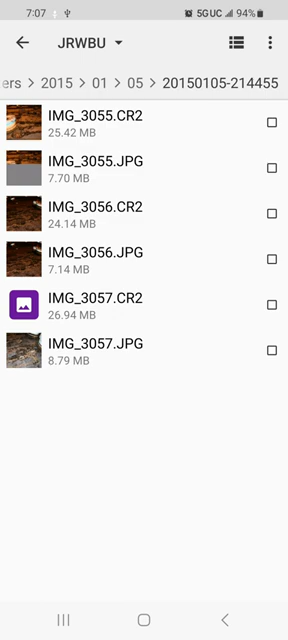 7:07 5GUC 94%
JRWBU
ers > 2015 > 01 > 05 > 20150105-214455
IMG_3055.CR2
25.42 MB
IMG_3055.JPG
7.70 MB
IMG_3056.CR2
24.14 MB
IMG_3056.JPG
7.14 MB
IMG_3057.CR2
26.94 MB
IMG_3057.JPG
8.79 MB